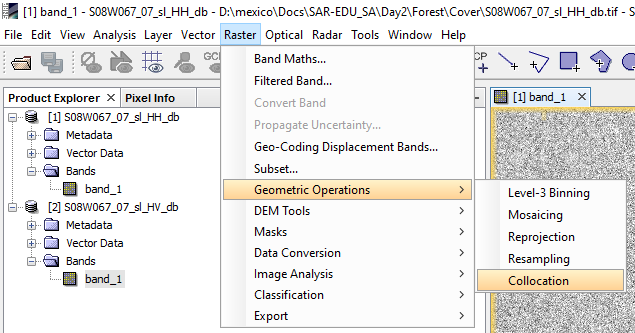 [1] band_1 - S08W067_07_sl_HH_db - D:\mexico\Docs\SAR-EDU_SA\Day2\Forest\Cover\S08W067_07_sl_HH_db.tif - S
File Edit View Analysis Layer Vector Raster Optical Radar Tools Window Help
GC
CP
Product Explorer × Pixel Info
[1] S08W067_07_sl_HH_db
Metadata
Vector Data
Bands
band_1
[2] S08W067_07_sl_HV_db
Metadata
Vector Data
Bands
band_1
Band Maths...
Filtered Band...
Convert Band
Propagate Uncertainty...
Geo-Coding Displacement Bands...
Subset...
Geometric Operations
DEM Tools
Masks
Data Conversion
Image Analysis
Classification
Export
[1] band_1 ×
Level-3 Binning
Mosaicing
Reprojection
Resampling
Collocation